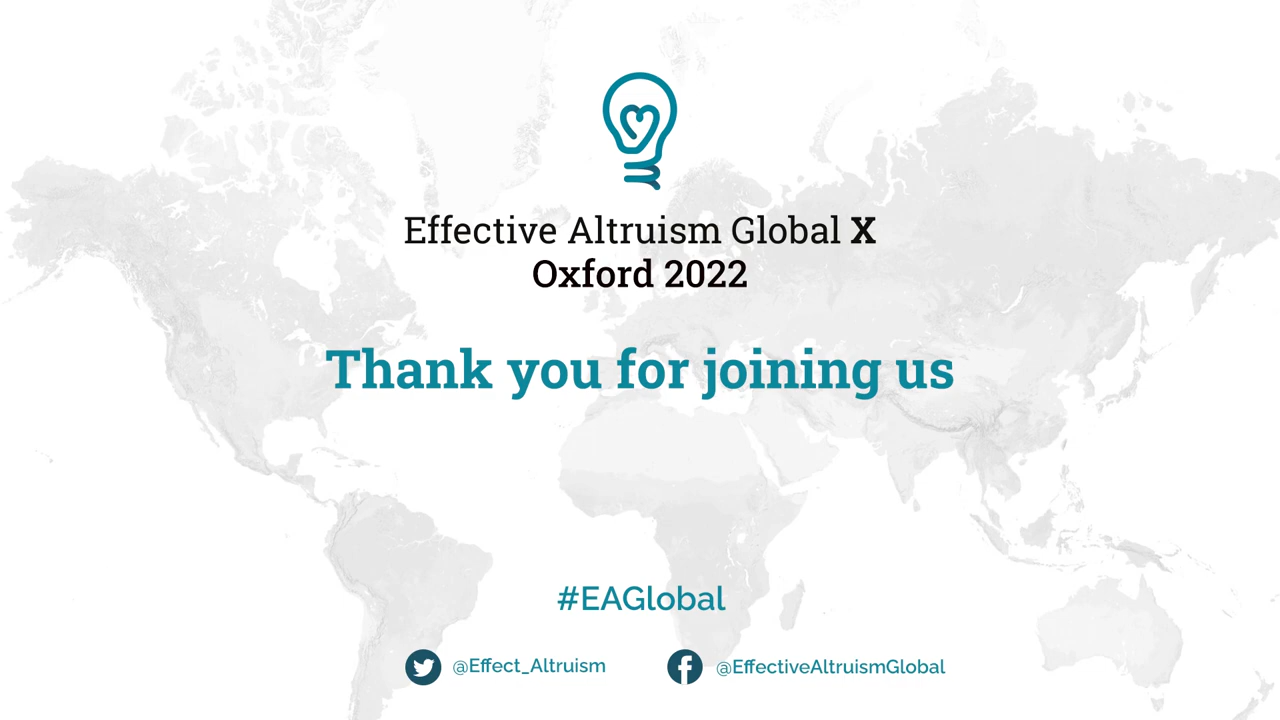 Effective Altruism Global X
Oxford 2022
Thank you for joining us
#EAGlobal
@Effect_Altruism
@EffectiveAltruismGlobal